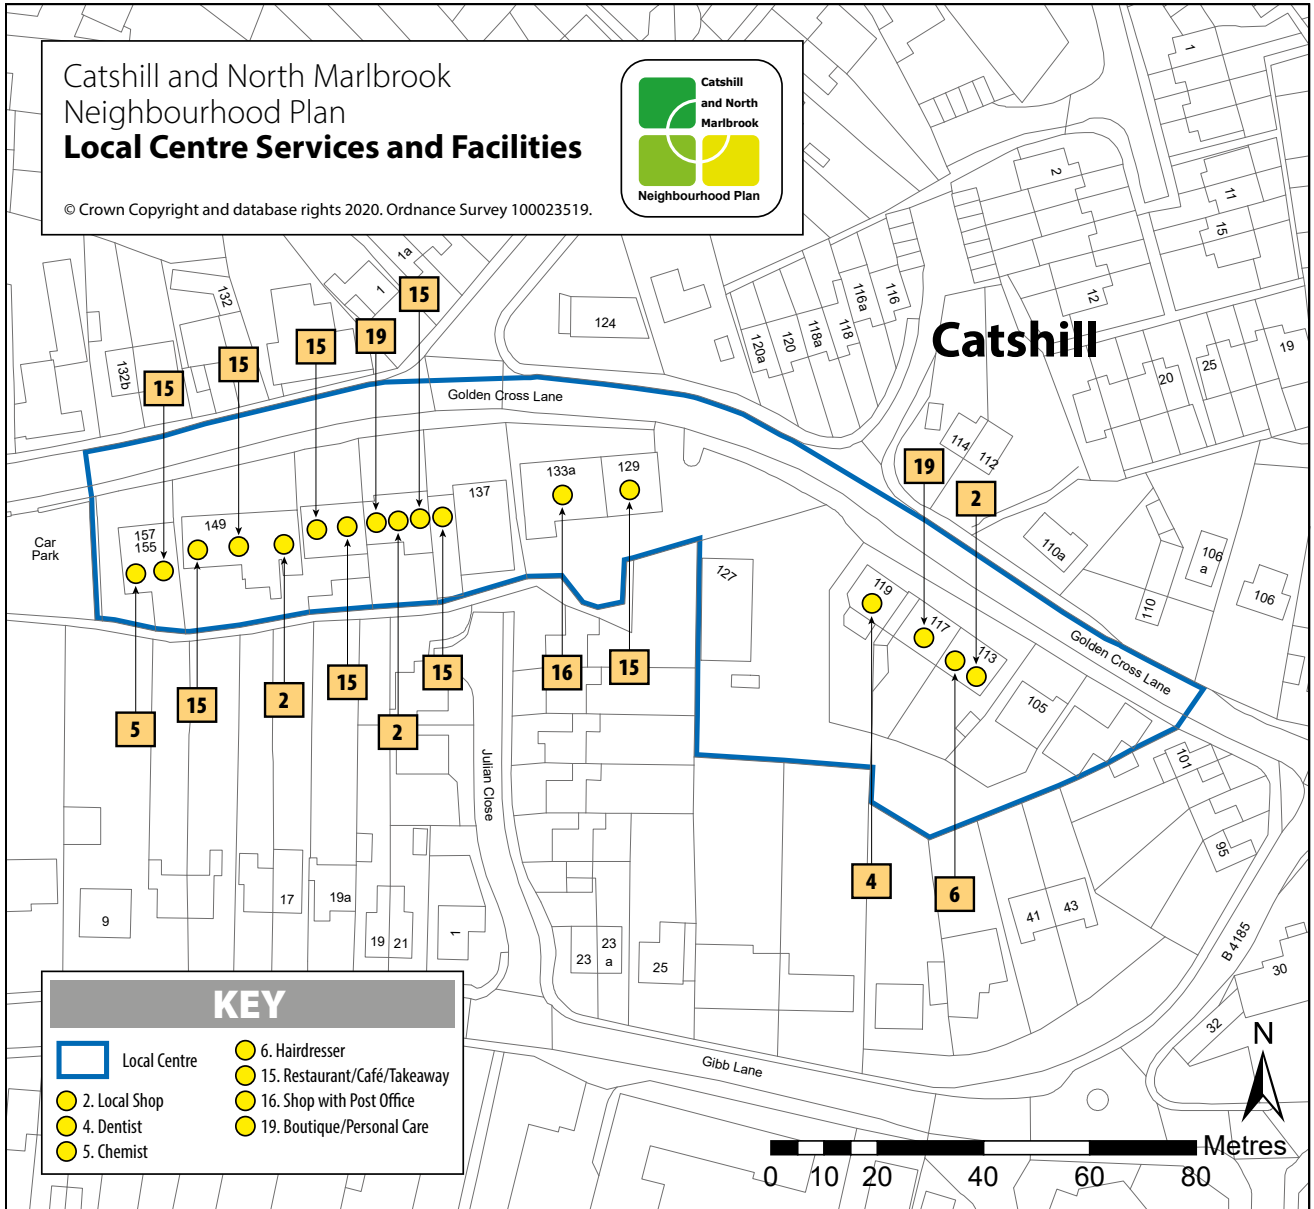 Catshill and North Marlbrook
Neighbourhood Plan
Local Centre Services and Facilities
© Crown Copyright and database rights 2020. Ordnance Survey 100023519.
Catshill
and North
Marlbrook
Neighbourhood Plan
1
2
11
15
12
19
20
25
1a
1
132
132b
124
116a
116
118
118a
120
120a
Catshill
15
19
15
15
15
Golden Cross Lane
114
112
19
2
110a
106
a
106
110
133a
129
137
149
157
155
Car
Park
127
119
117
113
105
Golden Cross Lane
101
95
5
15
2
15
2
15
16
15
4
6
Julian Close
9
17
19a
19
21
1
23
23
a
25
41
43
B 4185
30
32
Gibb Lane
KEY
Local Centre
2. Local Shop
4. Dentist
5. Chemist
6. Hairdresser
15. Restaurant/Café/Takeaway
16. Shop with Post Office
19. Boutique/Personal Care
N
Metres
0 10 20 40 60 80